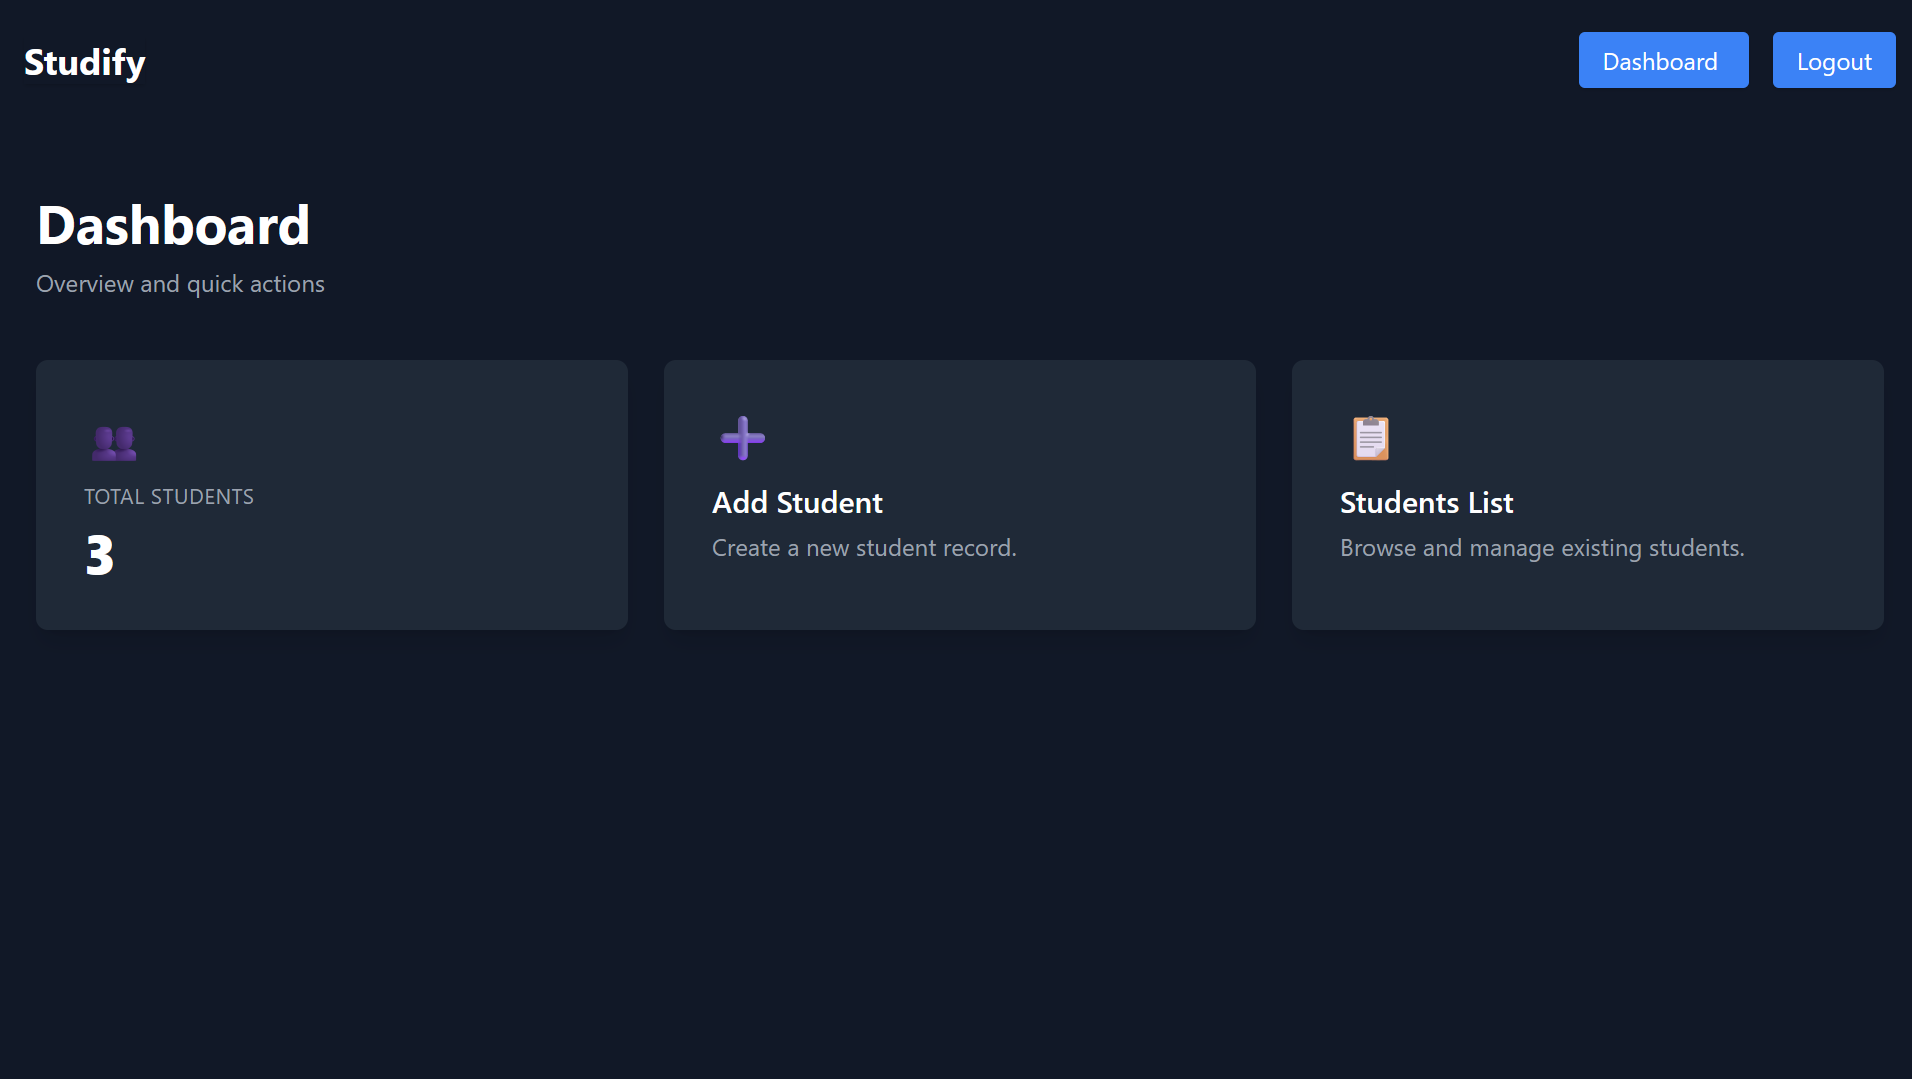 Studify
Dashboard
Logout
Dashboard
Overview and quick actions
TOTAL STUDENTS
3
Add Student
Create a new student record.
Students List
Browse and manage existing students.